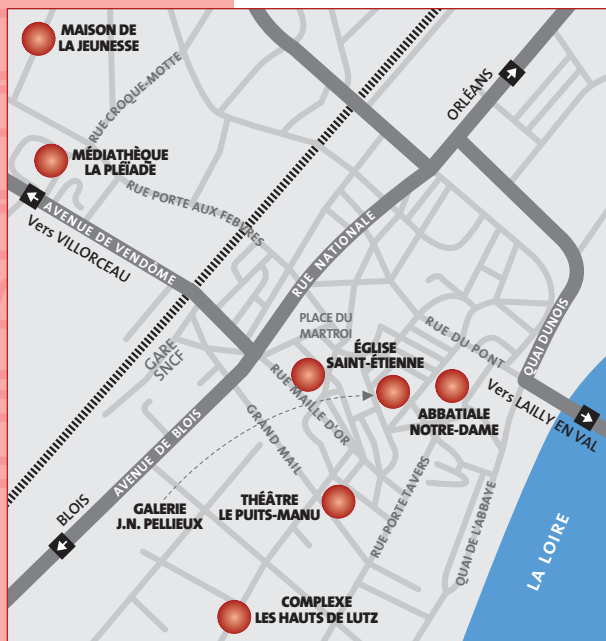 MAISON DE
LA JEUNESSE
RUE CROQUE-MOTTE
ORLÉANS
MÉDIATHÈQUE
LA PLÉÏADE
RUE PORTE AUX FEBVRES
AVENUE DE VENDÔME
Vers VILLORCEAU
RUE NATIONALE
PLACE DU
MARTROI
GARE
SNCF
ÉGLISE
SAINT-ÉTIENNE
RUE DU PONT
QUAI DUNOIS
RUE MAILLE D'OR
ABBATIALE
NOTRE-DAME
Vers LAILLY EN VAL
GRAND MAIL
AVENUE DE BLOIS
BLOIS
GALERIE
J.N. PELLIEUX
THÉÂTRE
LE PUITS-MANU
RUE PORTE TAVERS
QUAI DE L'ABBAYE
LA LOIRE
COMPLEXE
LES HAUTS DE LUTZ